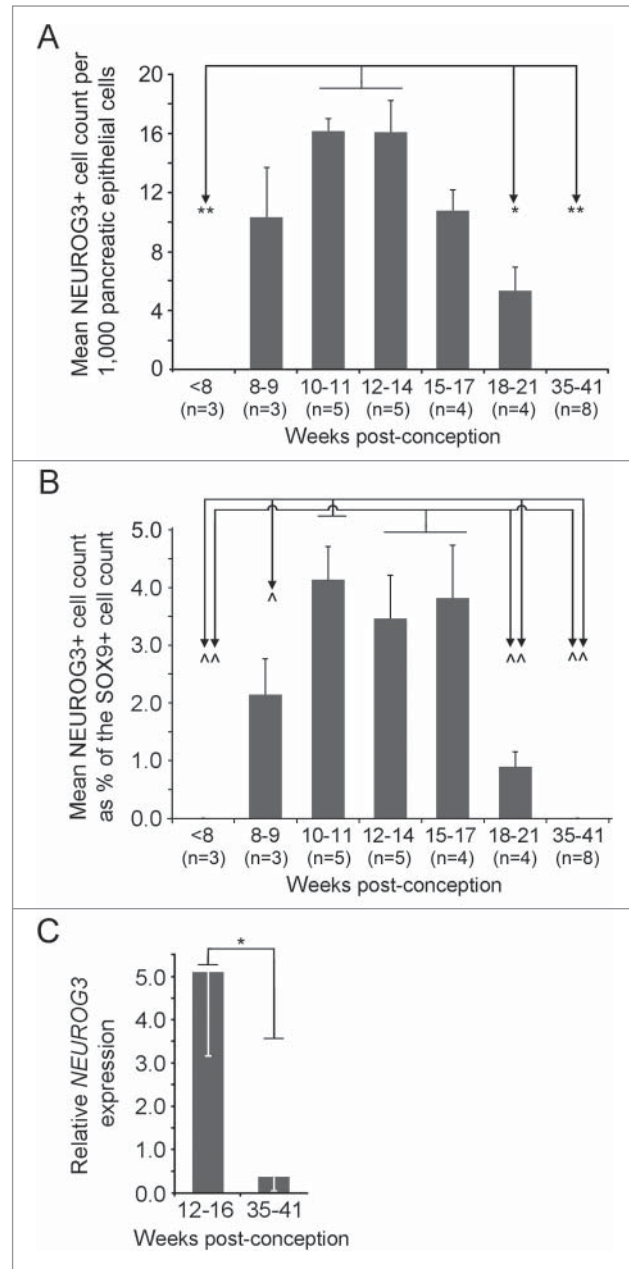 A
Mean NEUROG3+ cell count per
1,000 pancreatic epithelial cells
20
16
12
8
4
0
** * **
<8 8-9 10-11 12-14 15-17 18-21 35-41
(n=3) (n=3) (n=5) (n=5) (n=4) (n=4) (n=8)
Weeks post-conception
B
Mean NEUROG3+ cell count
as % of the SOX9+ cell count
5.0
4.0
3.0
2.0
1.0
0.0
^
^^ ^^ ^^
<8 8-9 10-11 12-14 15-17 18-21 35-41
(n=3) (n=3) (n=5) (n=5) (n=4) (n=4) (n=8)
Weeks post-conception
C
Relative NEUROG3
expression
*
5.0
4.0
3.0
2.0
1.0
0.0
12-16 35-41
Weeks post-conception